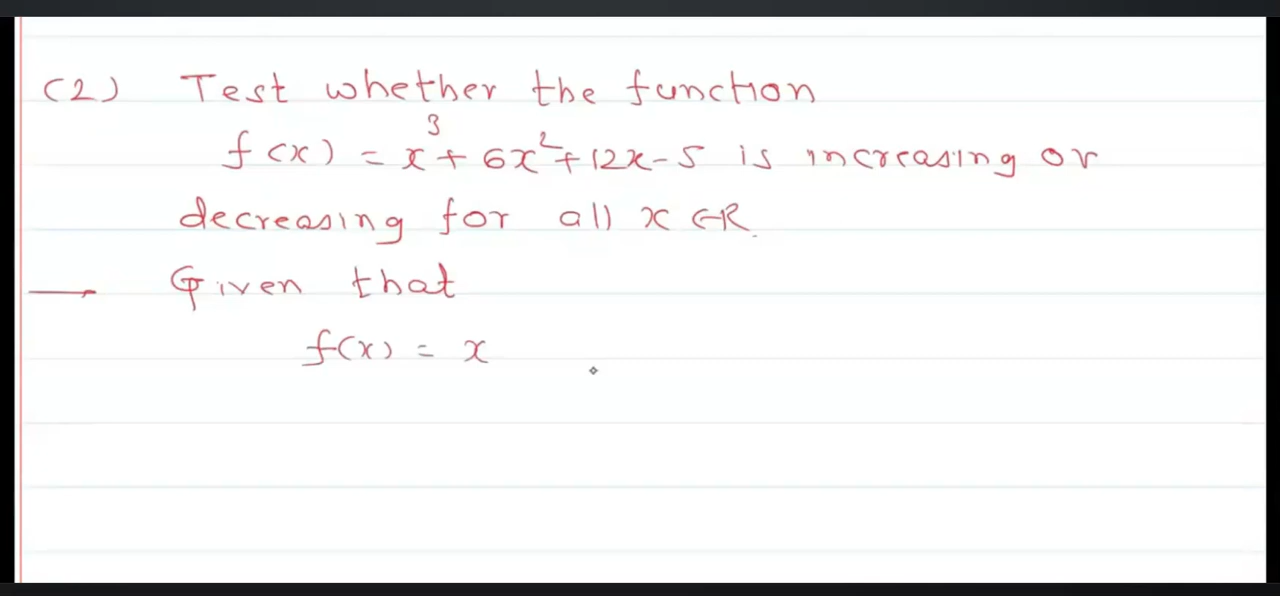 (2) Test whether the function
f(x) = x³ + 6x² + 12x - 5 is increasing or
decreasing for all x ∈ R.
→ Given that
f(x) = x